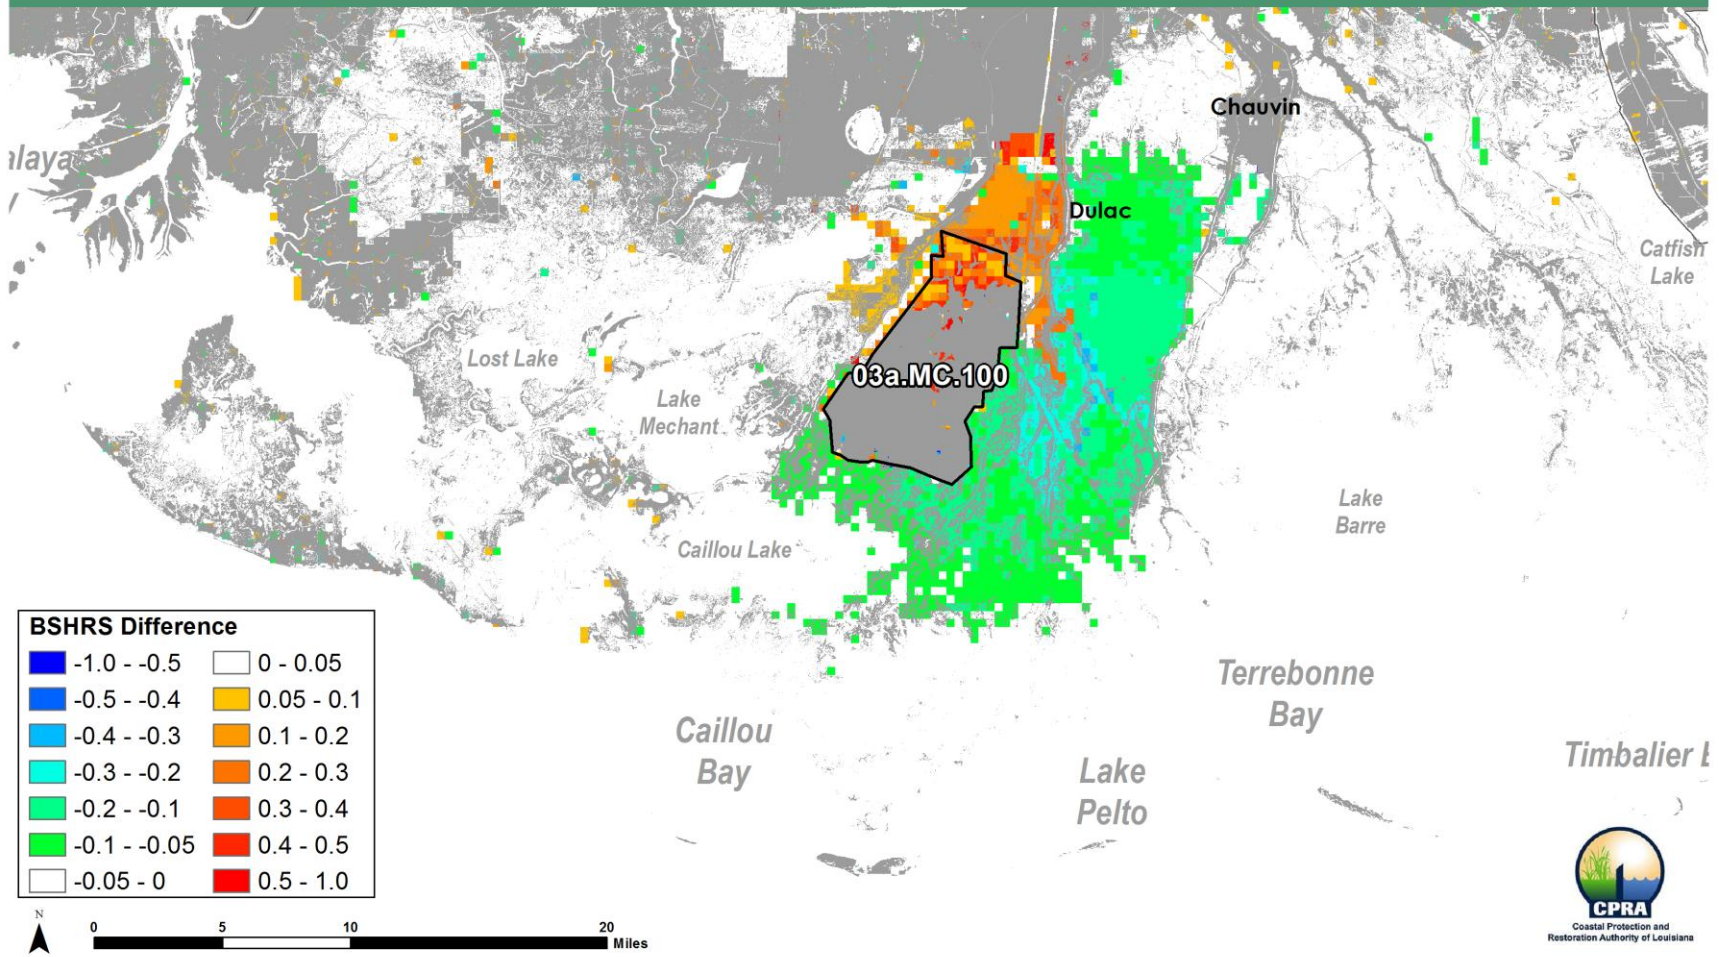 Chauvin
alaya
Dulac
Catfish
Lake
Lost Lake
03a.MC.100
Lake
Mechant
Lake
Barre
Caillou Lake
BSHRS Difference
-1.0 - -0.5
0 - 0.05
-0.5 - -0.4
0.05 - 0.1
-0.4 - -0.3
0.1 - 0.2
-0.3 - -0.2
0.2 - 0.3
-0.2 - -0.1
0.3 - 0.4
-0.1 - -0.05
0.4 - 0.5
-0.05 - 0
0.5 - 1.0
Terrebonne
Bay
Caillou
Bay
Timbalier
Lake
Pelto
CPRA
Coastal Protection and
Restoration Authority of Louisiana
N
0 5 10 20
Miles